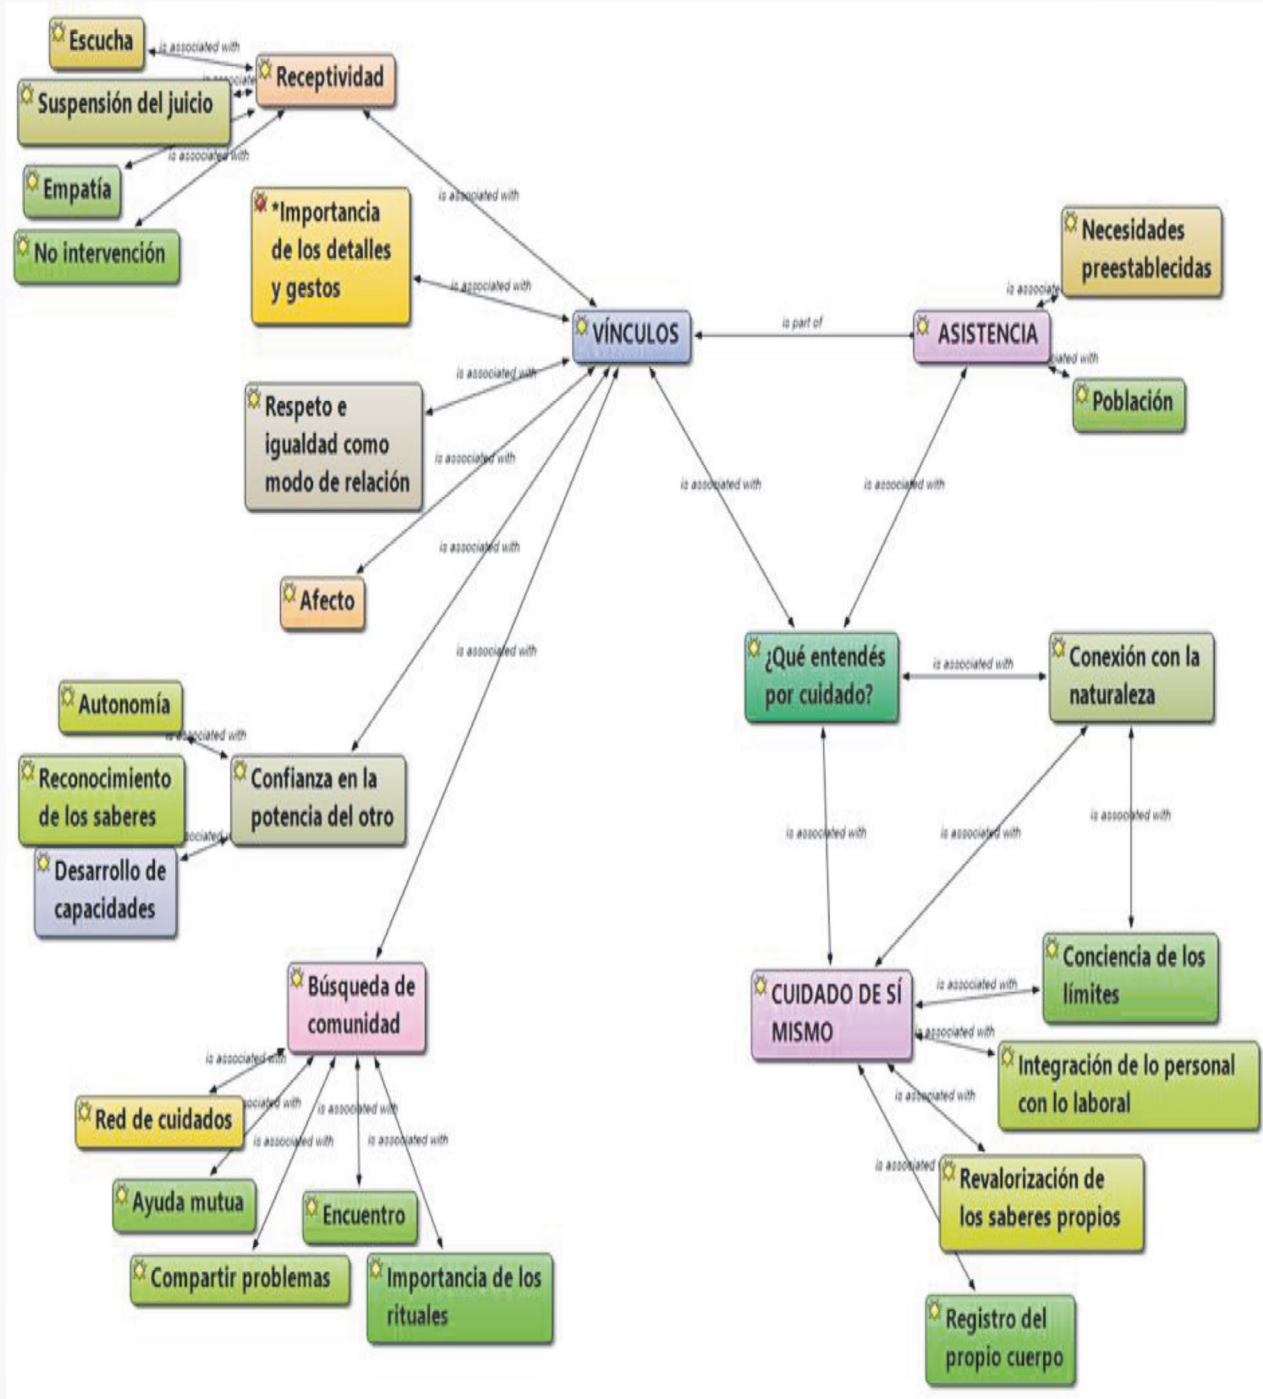 Escucha
is associated with
Receptividad
Suspensión del juicio
Empatía
is associated with
No intervención
is associated with
*Importancia
de los detalles
y gestos
is associated with
Necesidades
preestablecidas
VÍNCULOS
is part of
ASISTENCIA
Población
is associated with
Respeto e
igualdad como
modo de relación
is associated with
is associated with
is associated with
is associated with
Afecto
is associated with
¿Qué entendés
por cuidado?
is associated with
Conexión con la
naturaleza
Autonomía
is associated with
Confianza en la
potencia del otro
Reconocimiento
de los saberes
Desarrollo de
capacidades
is associated with
is associated with
is associated with
Búsqueda de
comunidad
CUIDADO DE SÍ
MISMO
is associated with
Conciencia de los
límites
is associated with
Integración de lo personal
con lo laboral
is associated with
Red de cuidados
with
is associated with
is associated with
is associated with
Ayuda mutua
Encuentro
Compartir problemas
Importancia de los
rituales
is associated with
is associated
Revalorización de
los saberes propios
Registro del
propio cuerpo